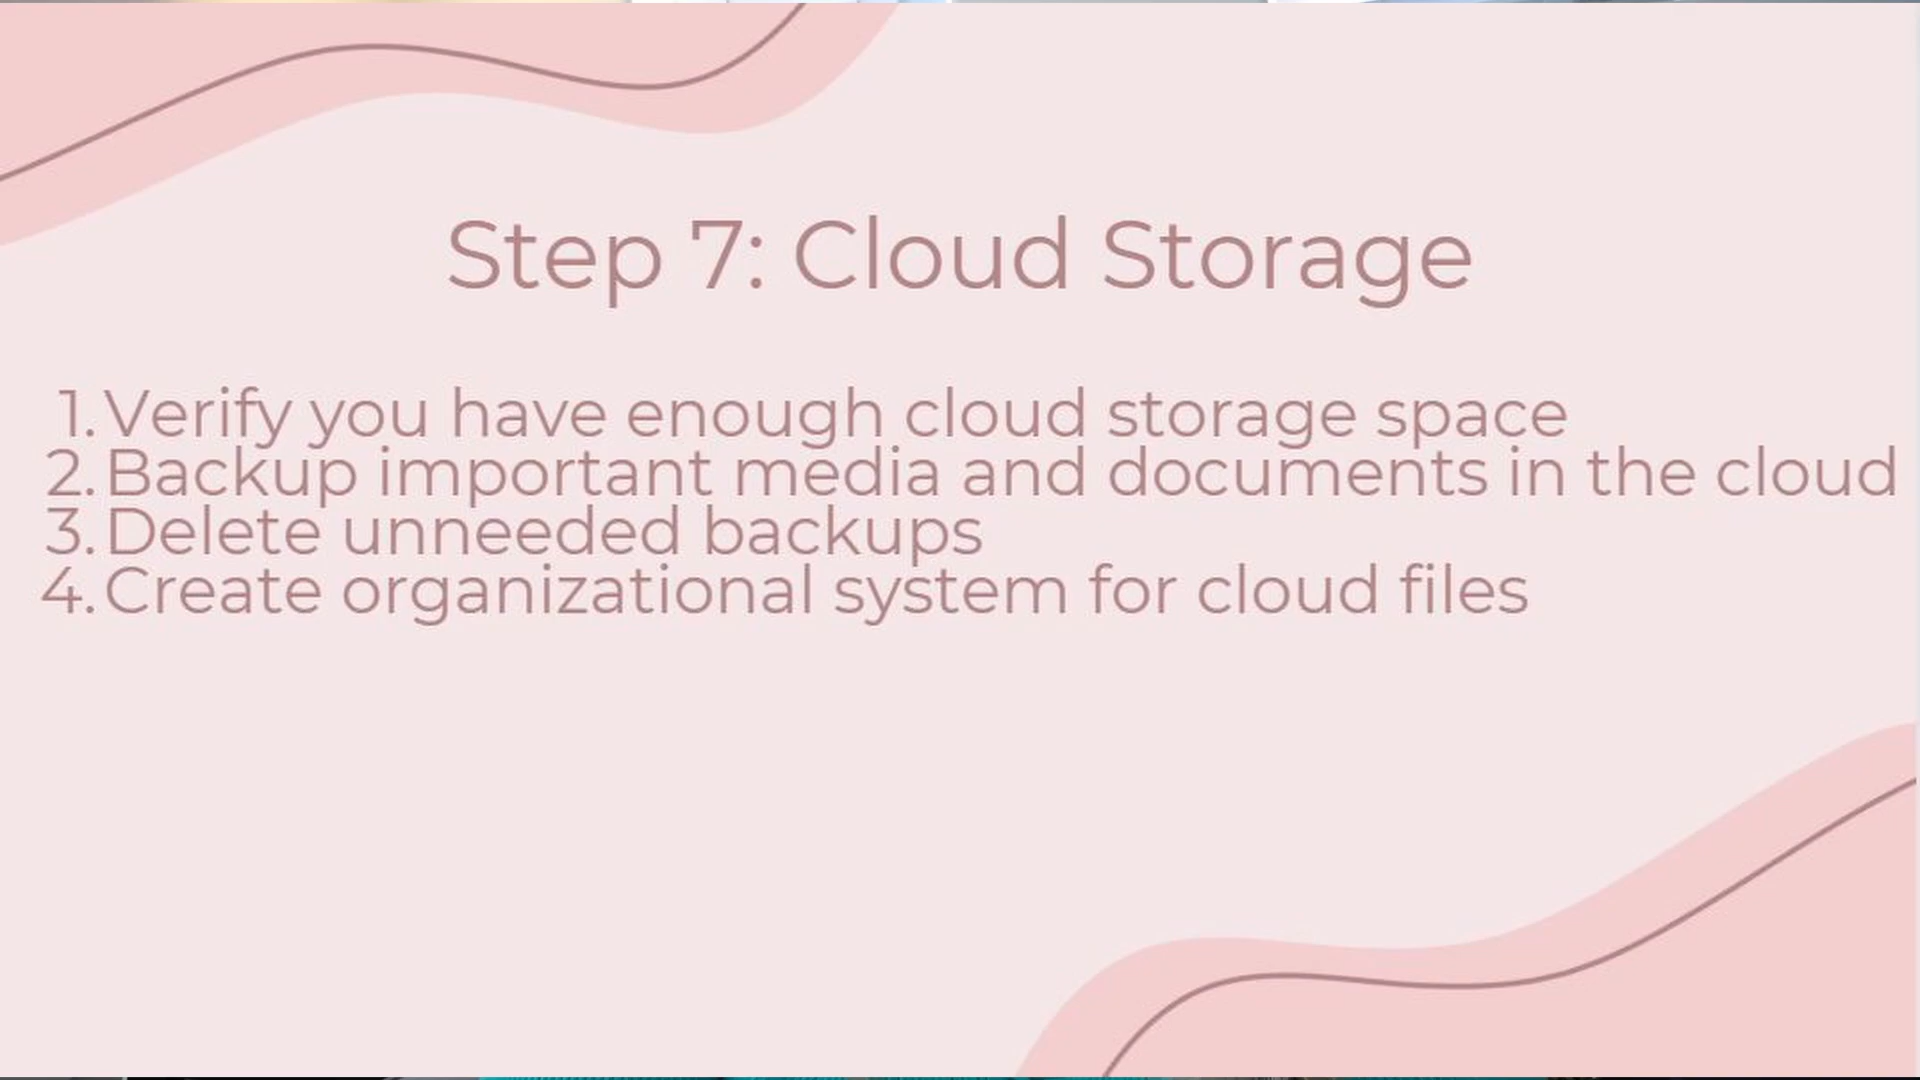 Step 7: Cloud Storage
1. Verify you have enough cloud storage space
2. Backup important media and documents in the cloud
3. Delete unneeded backups
4. Create organizational system for cloud files